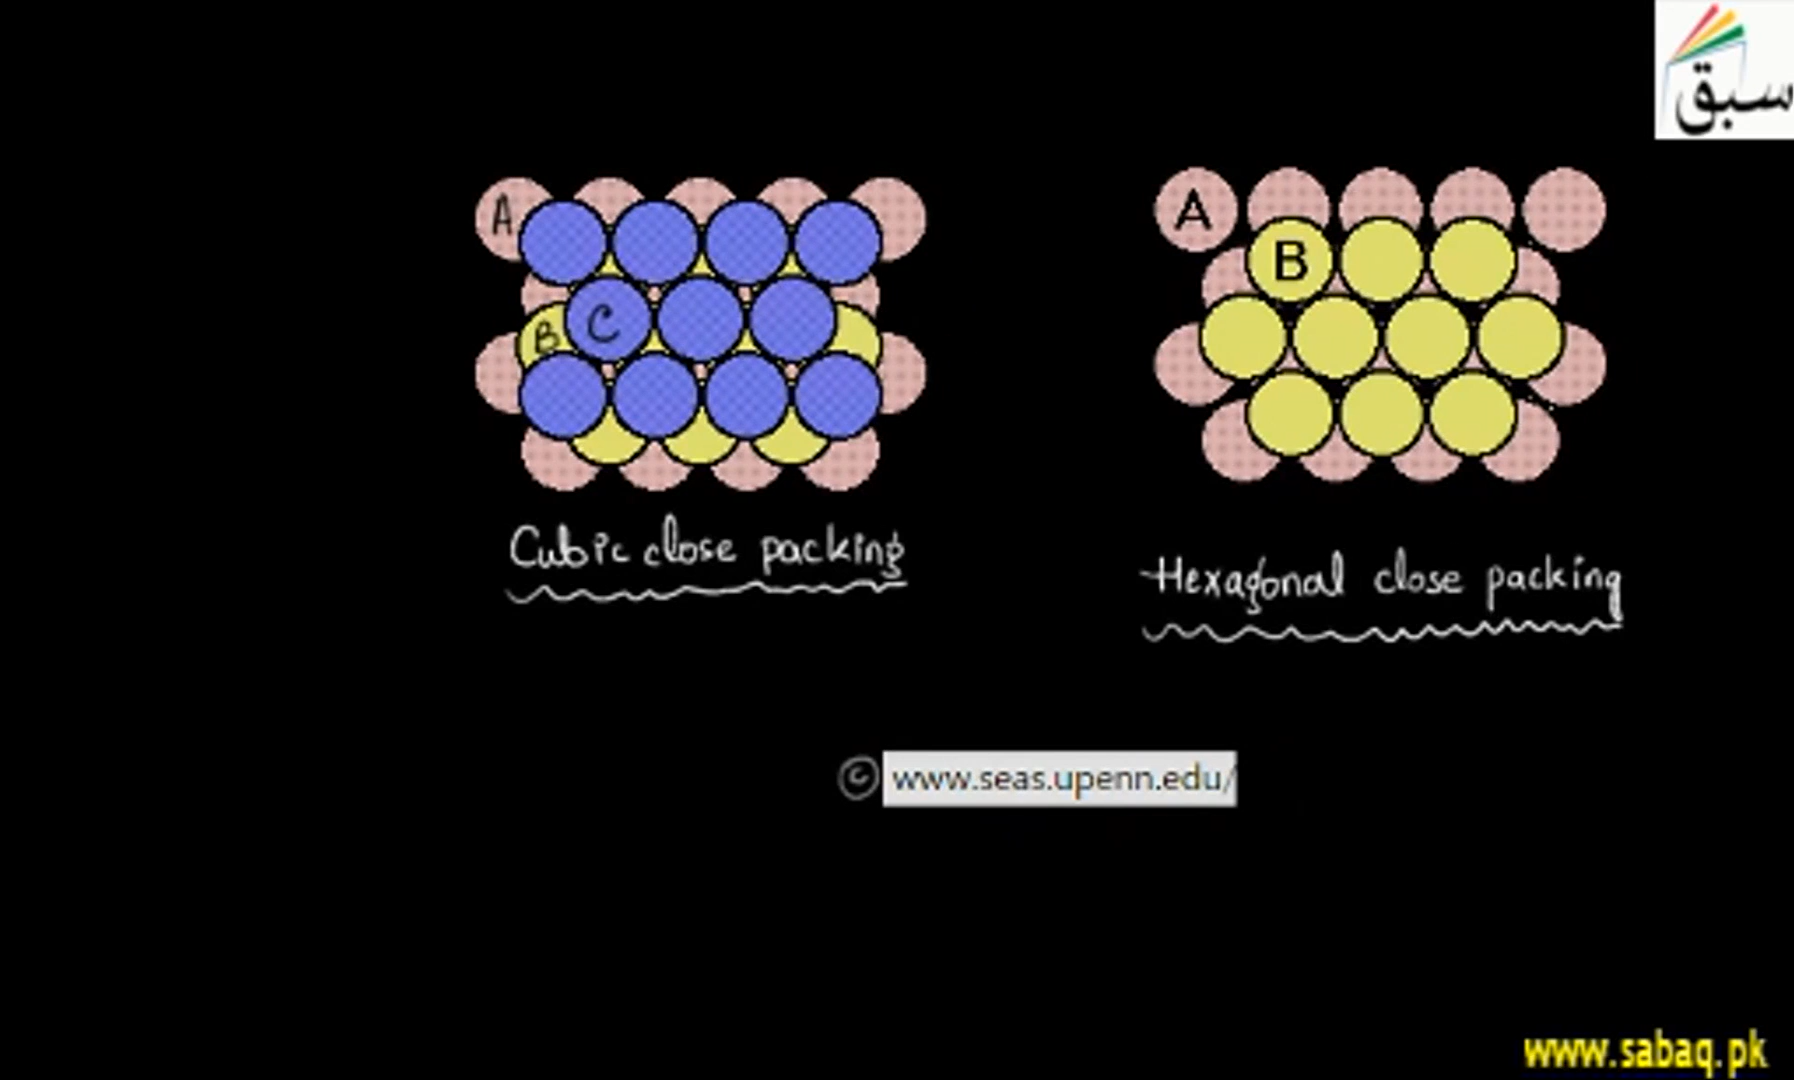 سبق
A
B
C
Cubic close packing
A
B
Hexagonal close packing
© www.seas.upenn.edu/
www.sabaq.pk